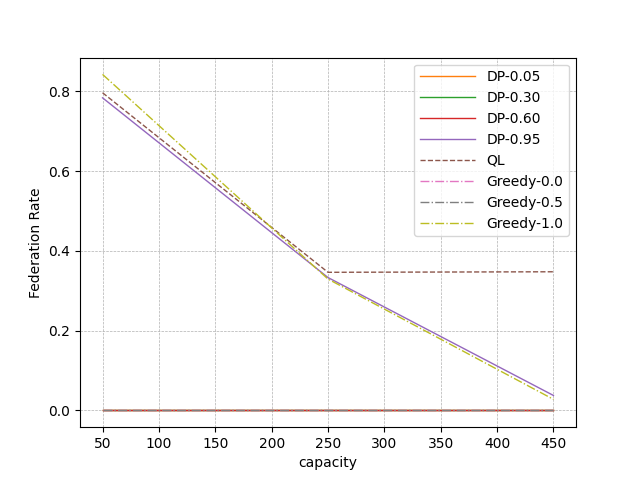 0.8
0.6
0.4
0.2
0.0
Federation Rate
50
100
150
200
250
300
350
400
450
capacity
DP-0.05
DP-0.30
DP-0.60
DP-0.95
QL
Greedy-0.0
Greedy-0.5
Greedy-1.0